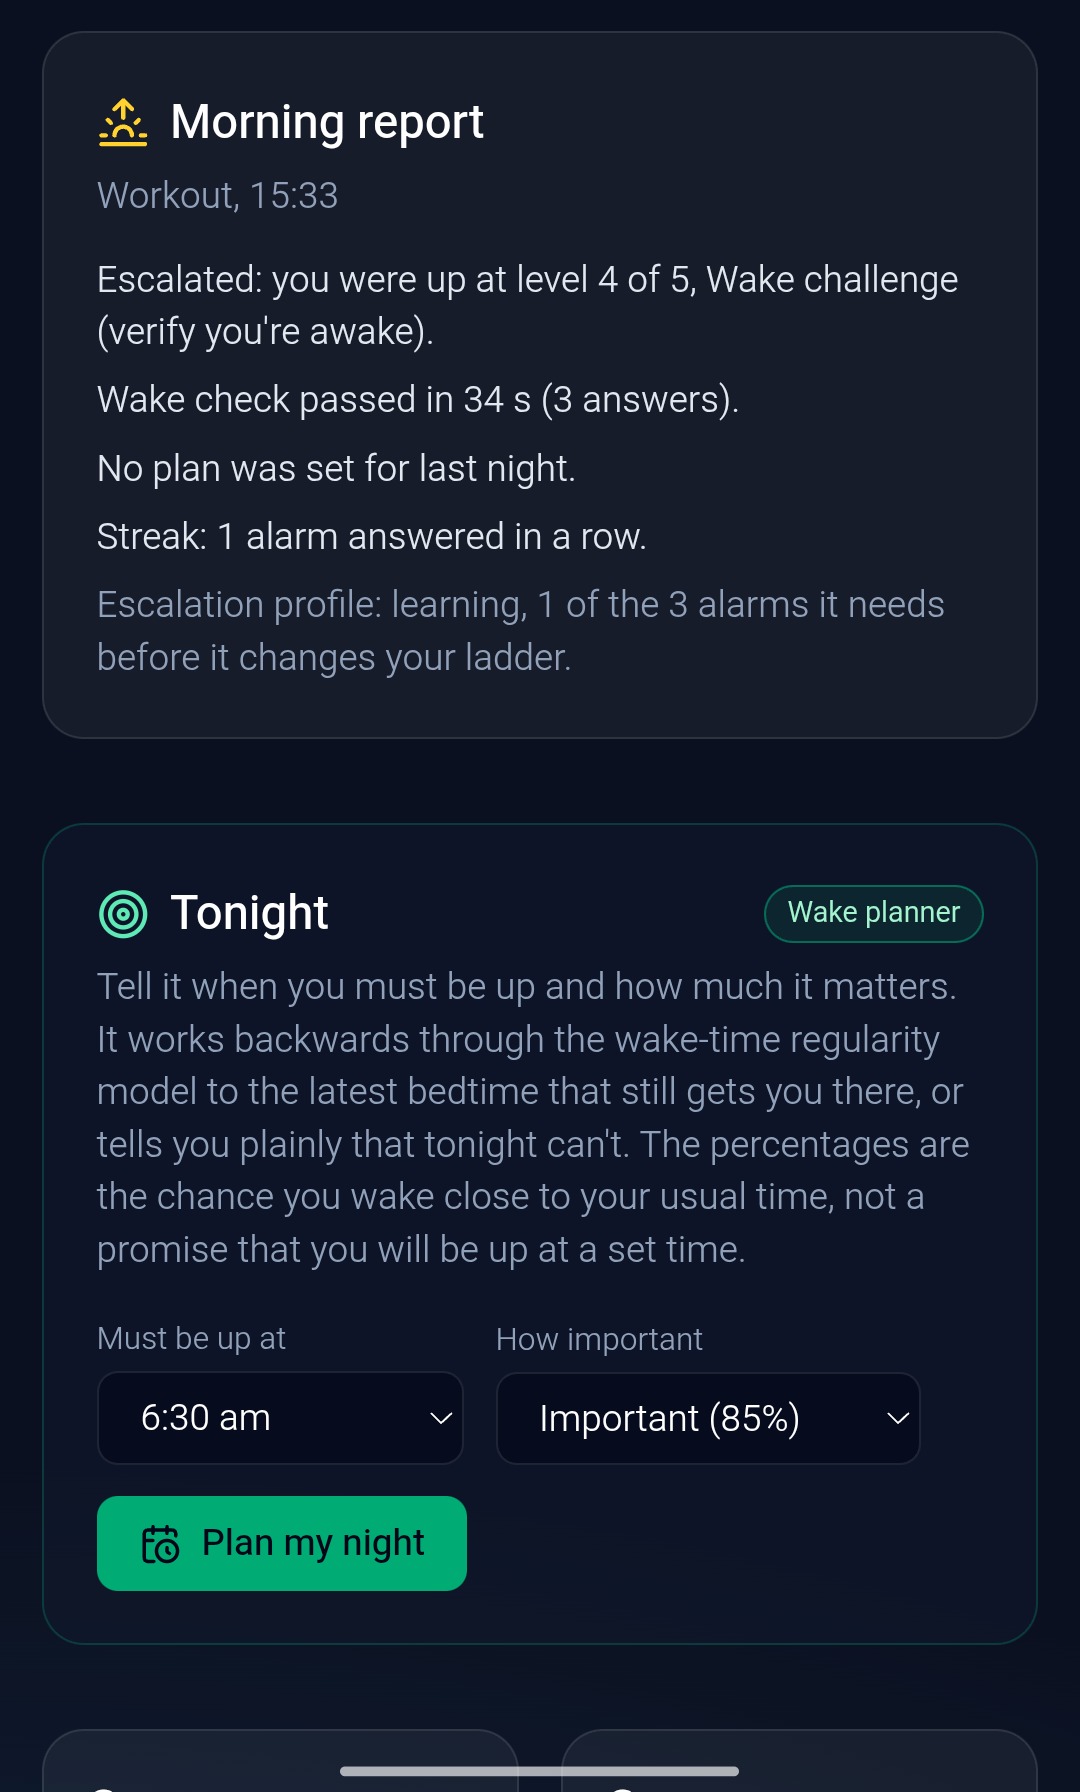 Morning report
Workout, 15:33
Escalated: you were up at level 4 of 5, Wake challenge
(verify you're awake).
Wake check passed in 34 s (3 answers).
No plan was set for last night.
Streak: 1 alarm answered in a row.
Escalation profile: learning, 1 of the 3 alarms it needs
before it changes your ladder.
Tonight
Wake planner
Tell it when you must be up and how much it matters.
It works backwards through the wake-time regularity
model to the latest bedtime that still gets you there, or
tells you plainly that tonight can't. The percentages are
the chance you wake close to your usual time, not a
promise that you will be up at a set time.
Must be up at
How important
6:30 am
Important (85%)
Plan my night